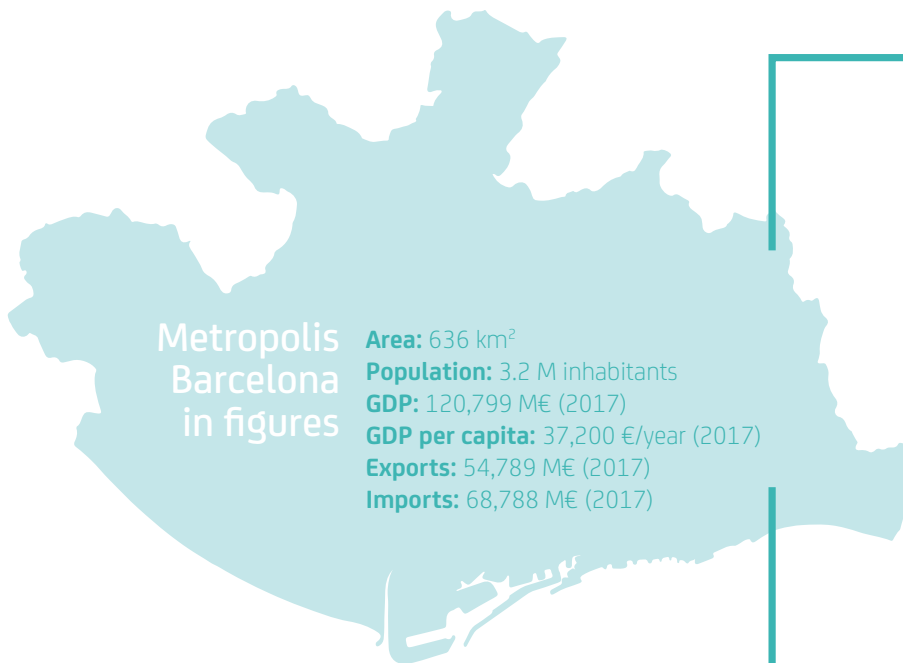 Metropolis
Barcelona
in figures
Area: 636 km²
Population: 3.2 M inhabitants
GDP: 120,799 M€ (2017)
GDP per capita: 37,200 €/year (2017)
Exports: 54,789 M€ (2017)
Imports: 68,788 M€ (2017)